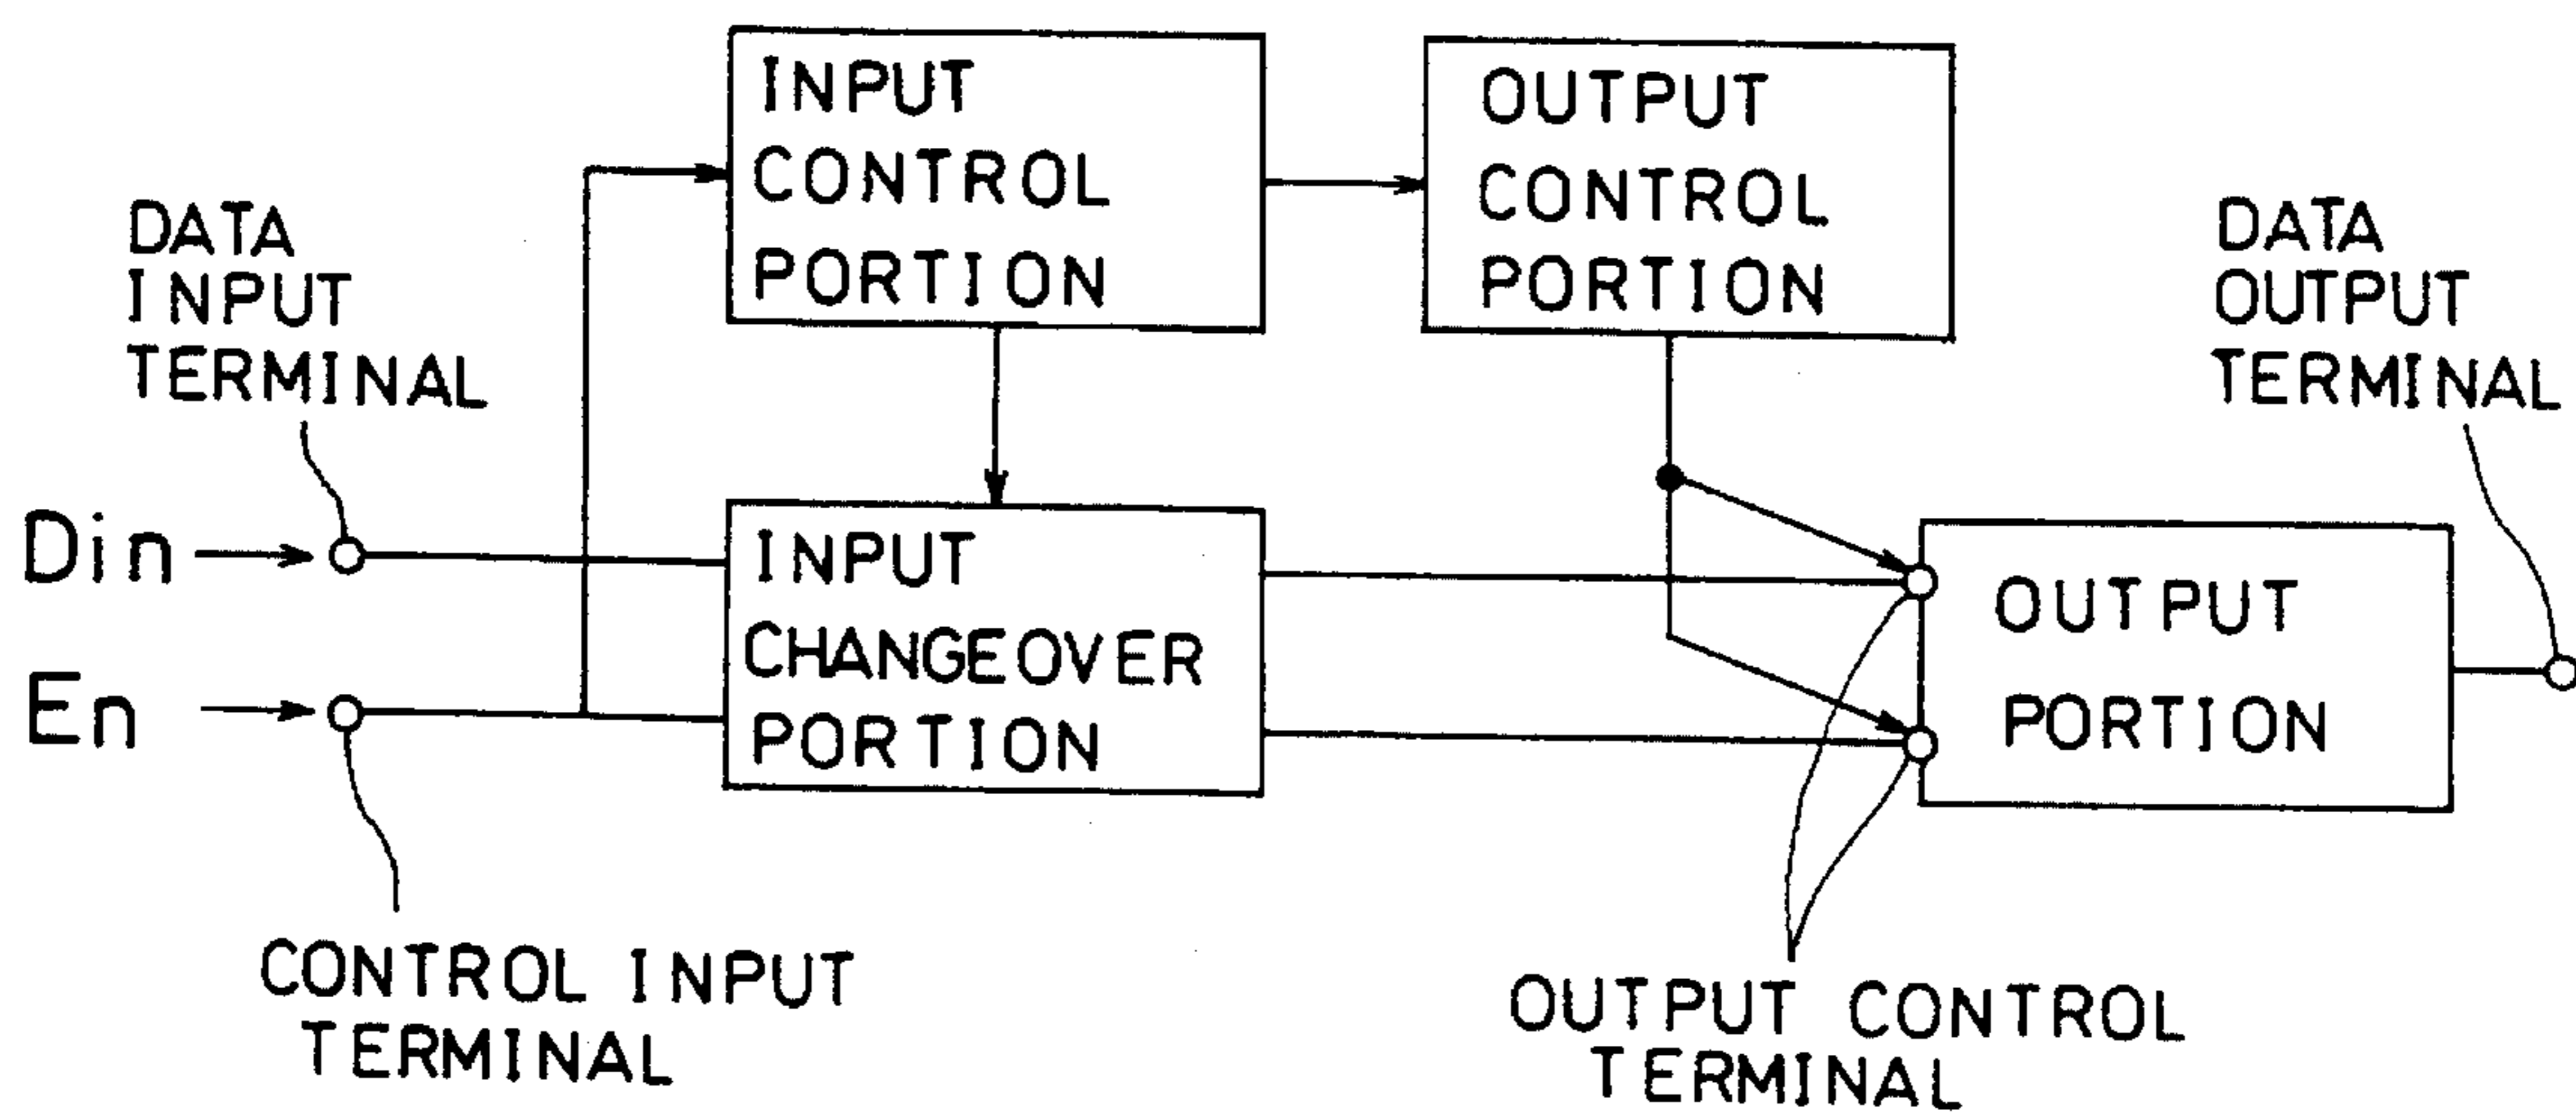 INPUT
CONTROL
PORTION
OUTPUT
CONTROL
PORTION
DATA
INPUT
TERMINAL
DATA
OUTPUT
TERMINAL
Din
En
INPUT
CHANGEOVER
PORTION
OUTPUT
PORTION
CONTROL INPUT
TERMINAL
OUTPUT CONTROL
TERMINAL